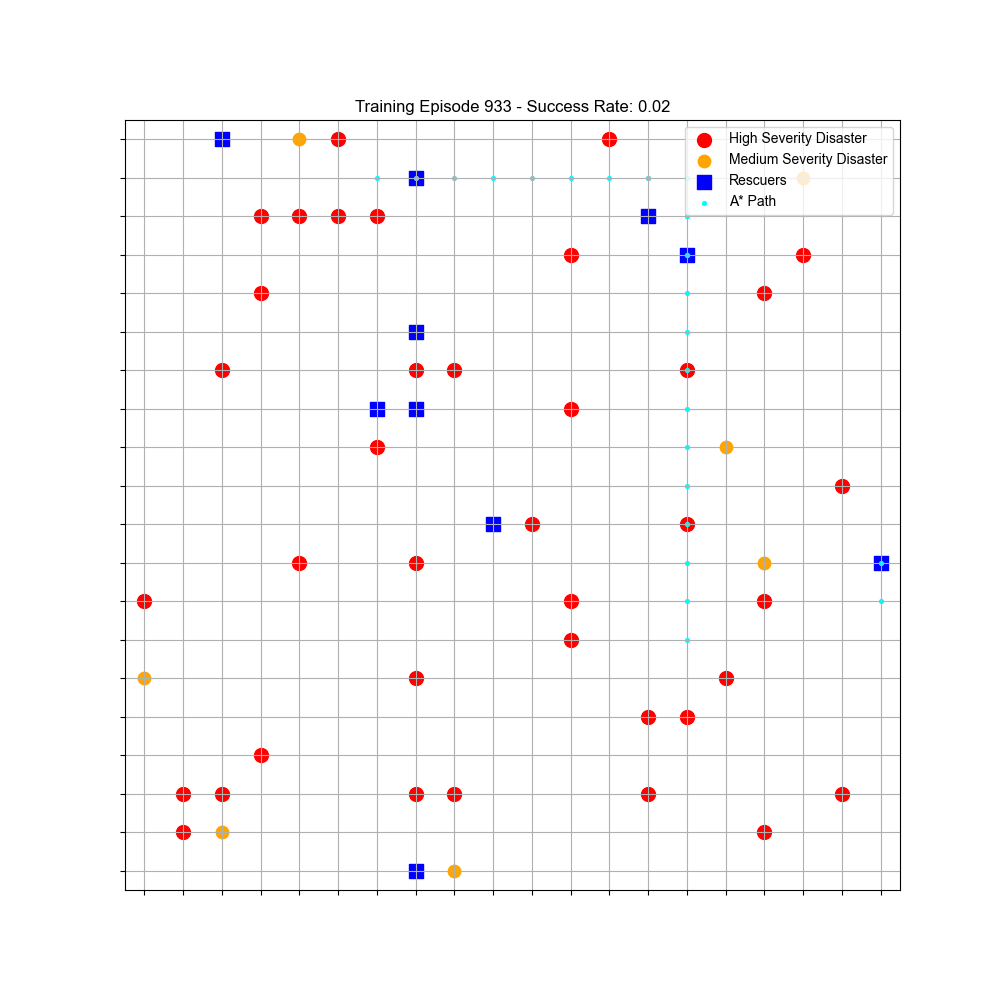 Training Episode 933 - Success Rate: 0.02
High Severity Disaster
Medium Severity Disaster
Rescuers
A* Path